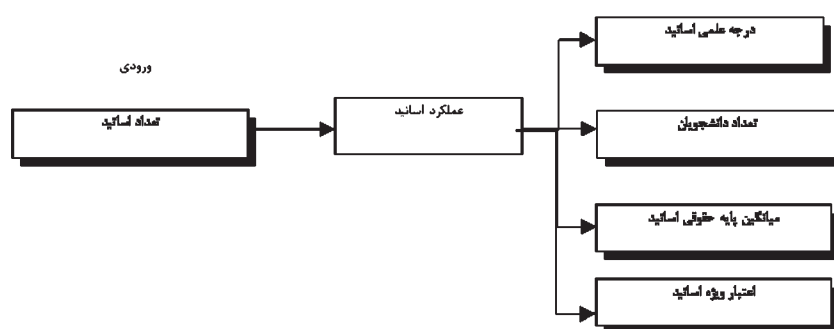 درجه علمی اساتید
ورودی
تعداد اساتید
عملکرد اساتید
تعداد دانشجویان
میانگین پایه حقوقی اساتید
اعتبار ویژه اساتید